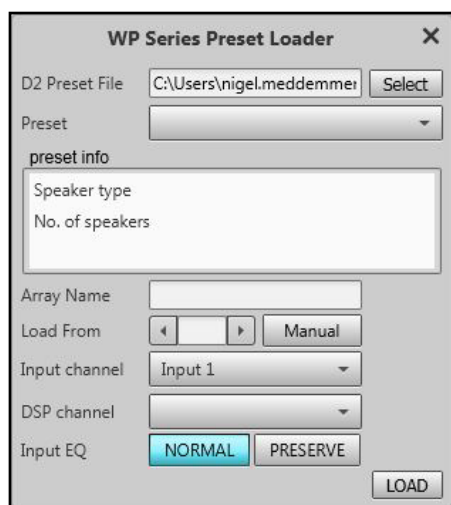 WP Series Preset Loader
D2 Preset File C:\Users\nigel.meddemmer Select
Preset
preset info
Speaker type
No. of speakers
Array Name
Load From Manual
Input channel Input 1
DSP channel
Input EQ NORMAL PRESERVE
LOAD